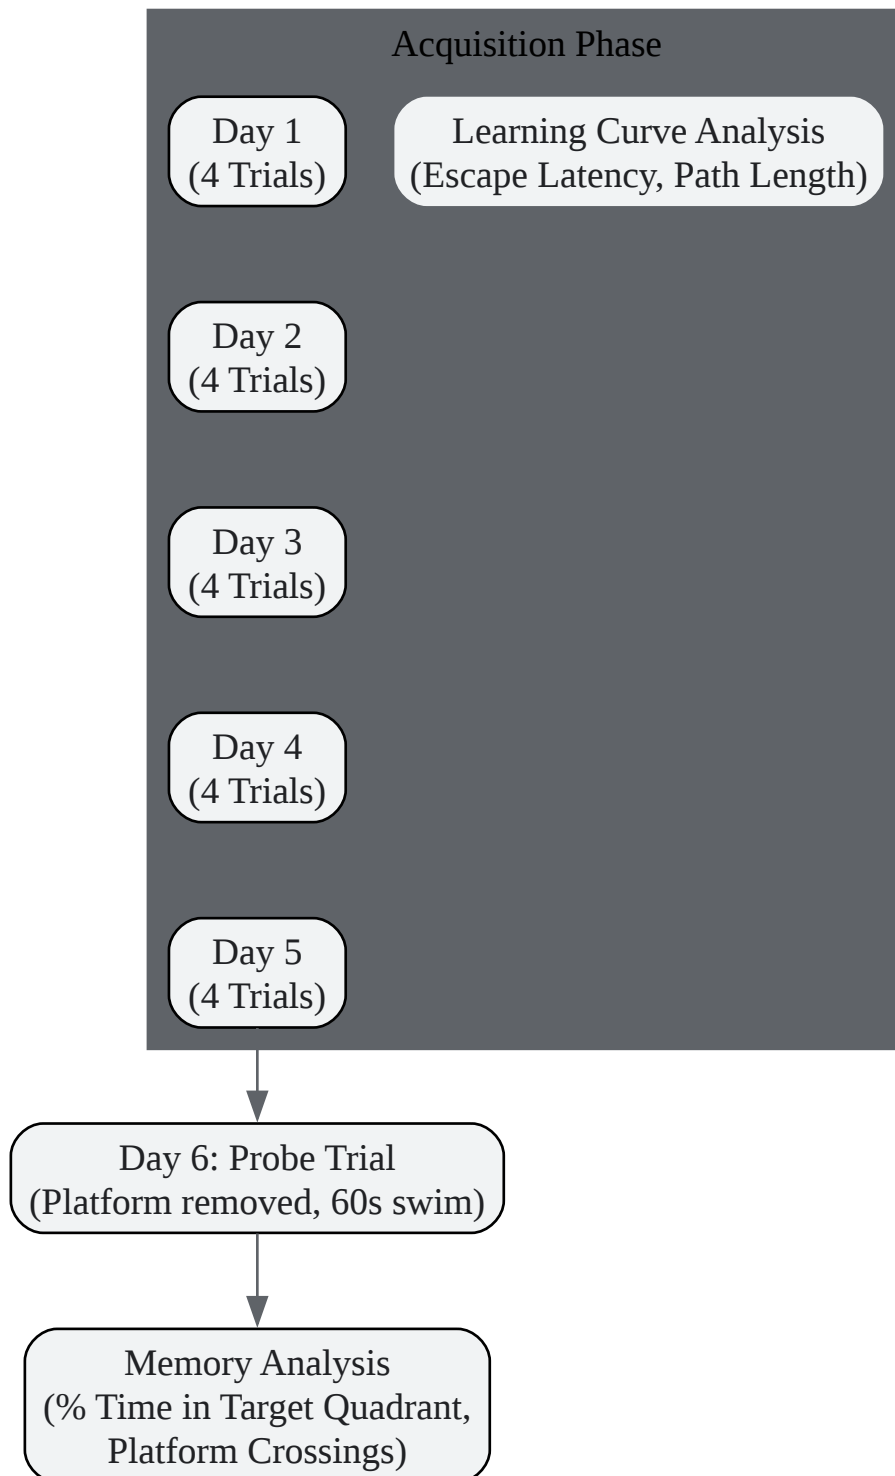 Acquisition Phase
Day 1
(4 Trials)
Learning Curve Analysis
(Escape Latency, Path Length)
Day 2
(4 Trials)
Day 3
(4 Trials)
Day 4
(4 Trials)
Day 5
(4 Trials)
Day 6: Probe Trial
(Platform removed, 60s swim)
Memory Analysis
(% Time in Target Quadrant,
Platform Crossings)